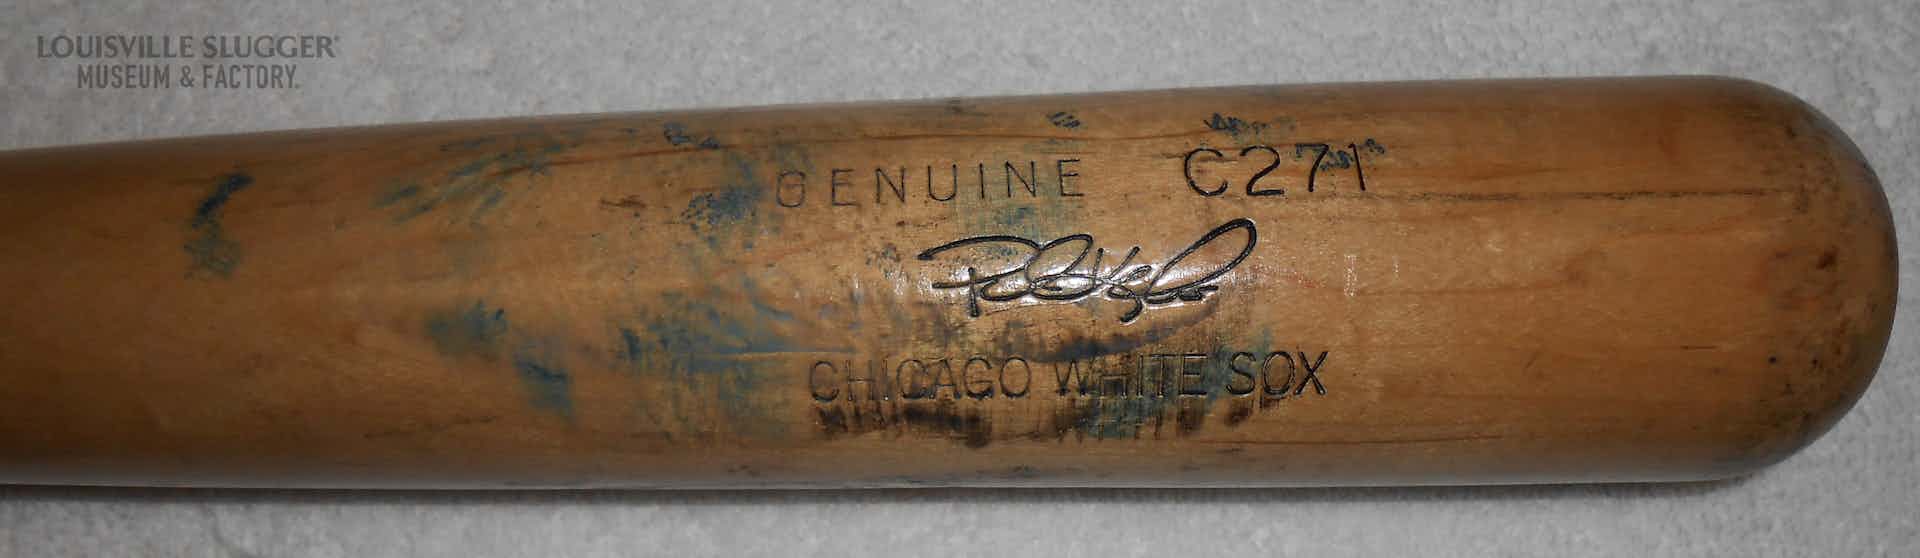 LOUISVILLE SLUGGER®
MUSEUM & FACTORY.
GENUINE C271
CHICAGO WHITE SOX